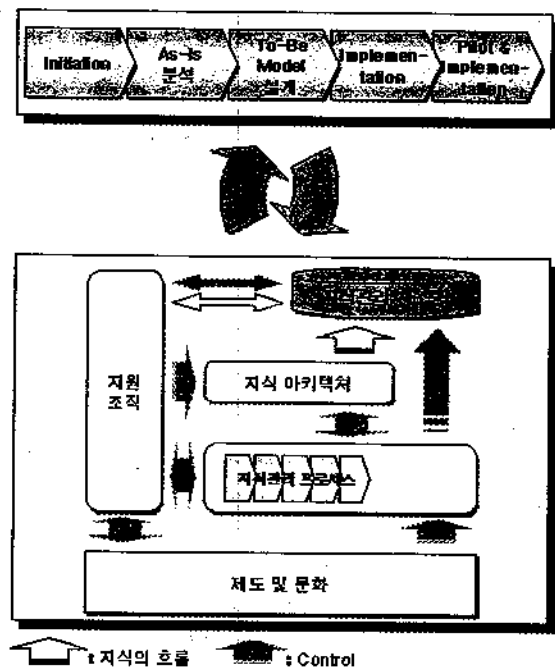 Initiation
As-Is
분석
To-Be
Model
설계
Implemen-
tation
Pilot &
Implemen-
tation
지원
조직
지식 아키텍쳐
지식관리 프로세스
제도 및 문화
: 지식의 흐름
: Control